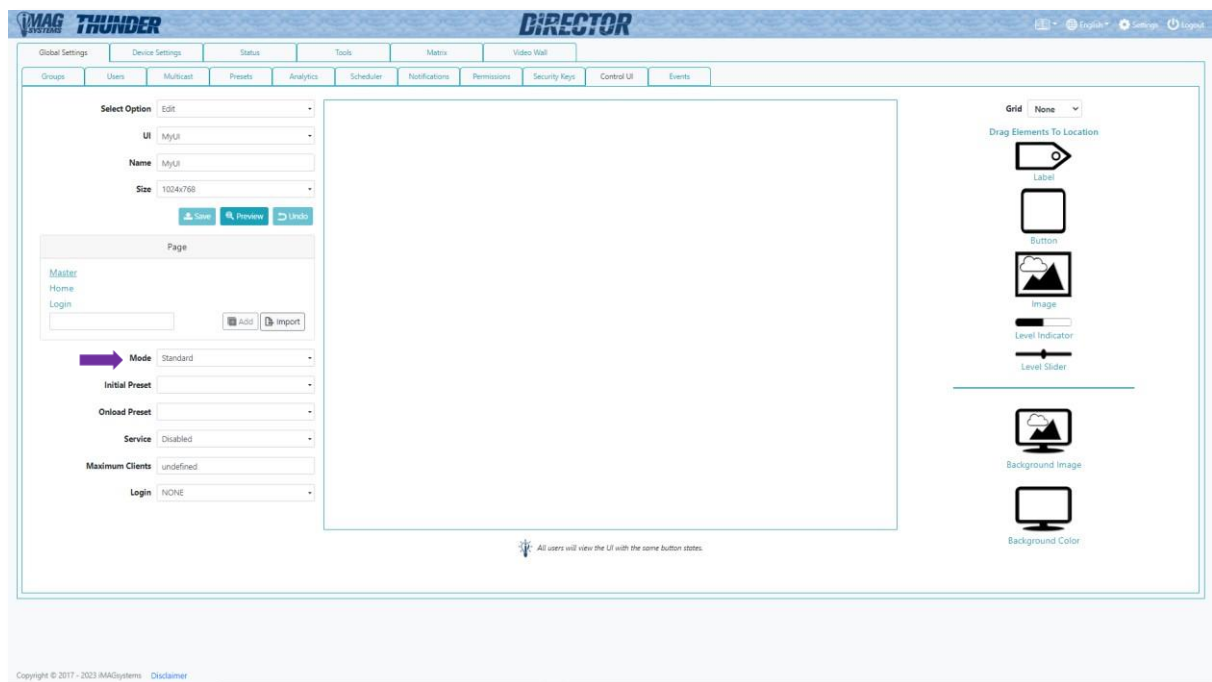 iMAG SYSTEMS THUNDER
DiRECTOR
English Settings Logout
Global Settings Device Settings Status Tools Matrix Video Wall
Groups Users Multicast Presets Analytics Scheduler Notifications Permissions Security Keys Control UI Events
Select Option Edit
UI MyUI
Name MyUI
Size 1024x768
Save Preview Undo
Page
Master
Home
Login
Add Import
Mode Standard
Initial Preset
Onload Preset
Service Disabled
Maximum Clients undefined
Login NONE
All users will view the UI with the same button states.
Grid None
Drag Elements To Location
Label
Button
Image
Level Indicator
Level Slider
Background Image
Background Color
Copyright © 2017 - 2023 iMAGsystems Disclaimer